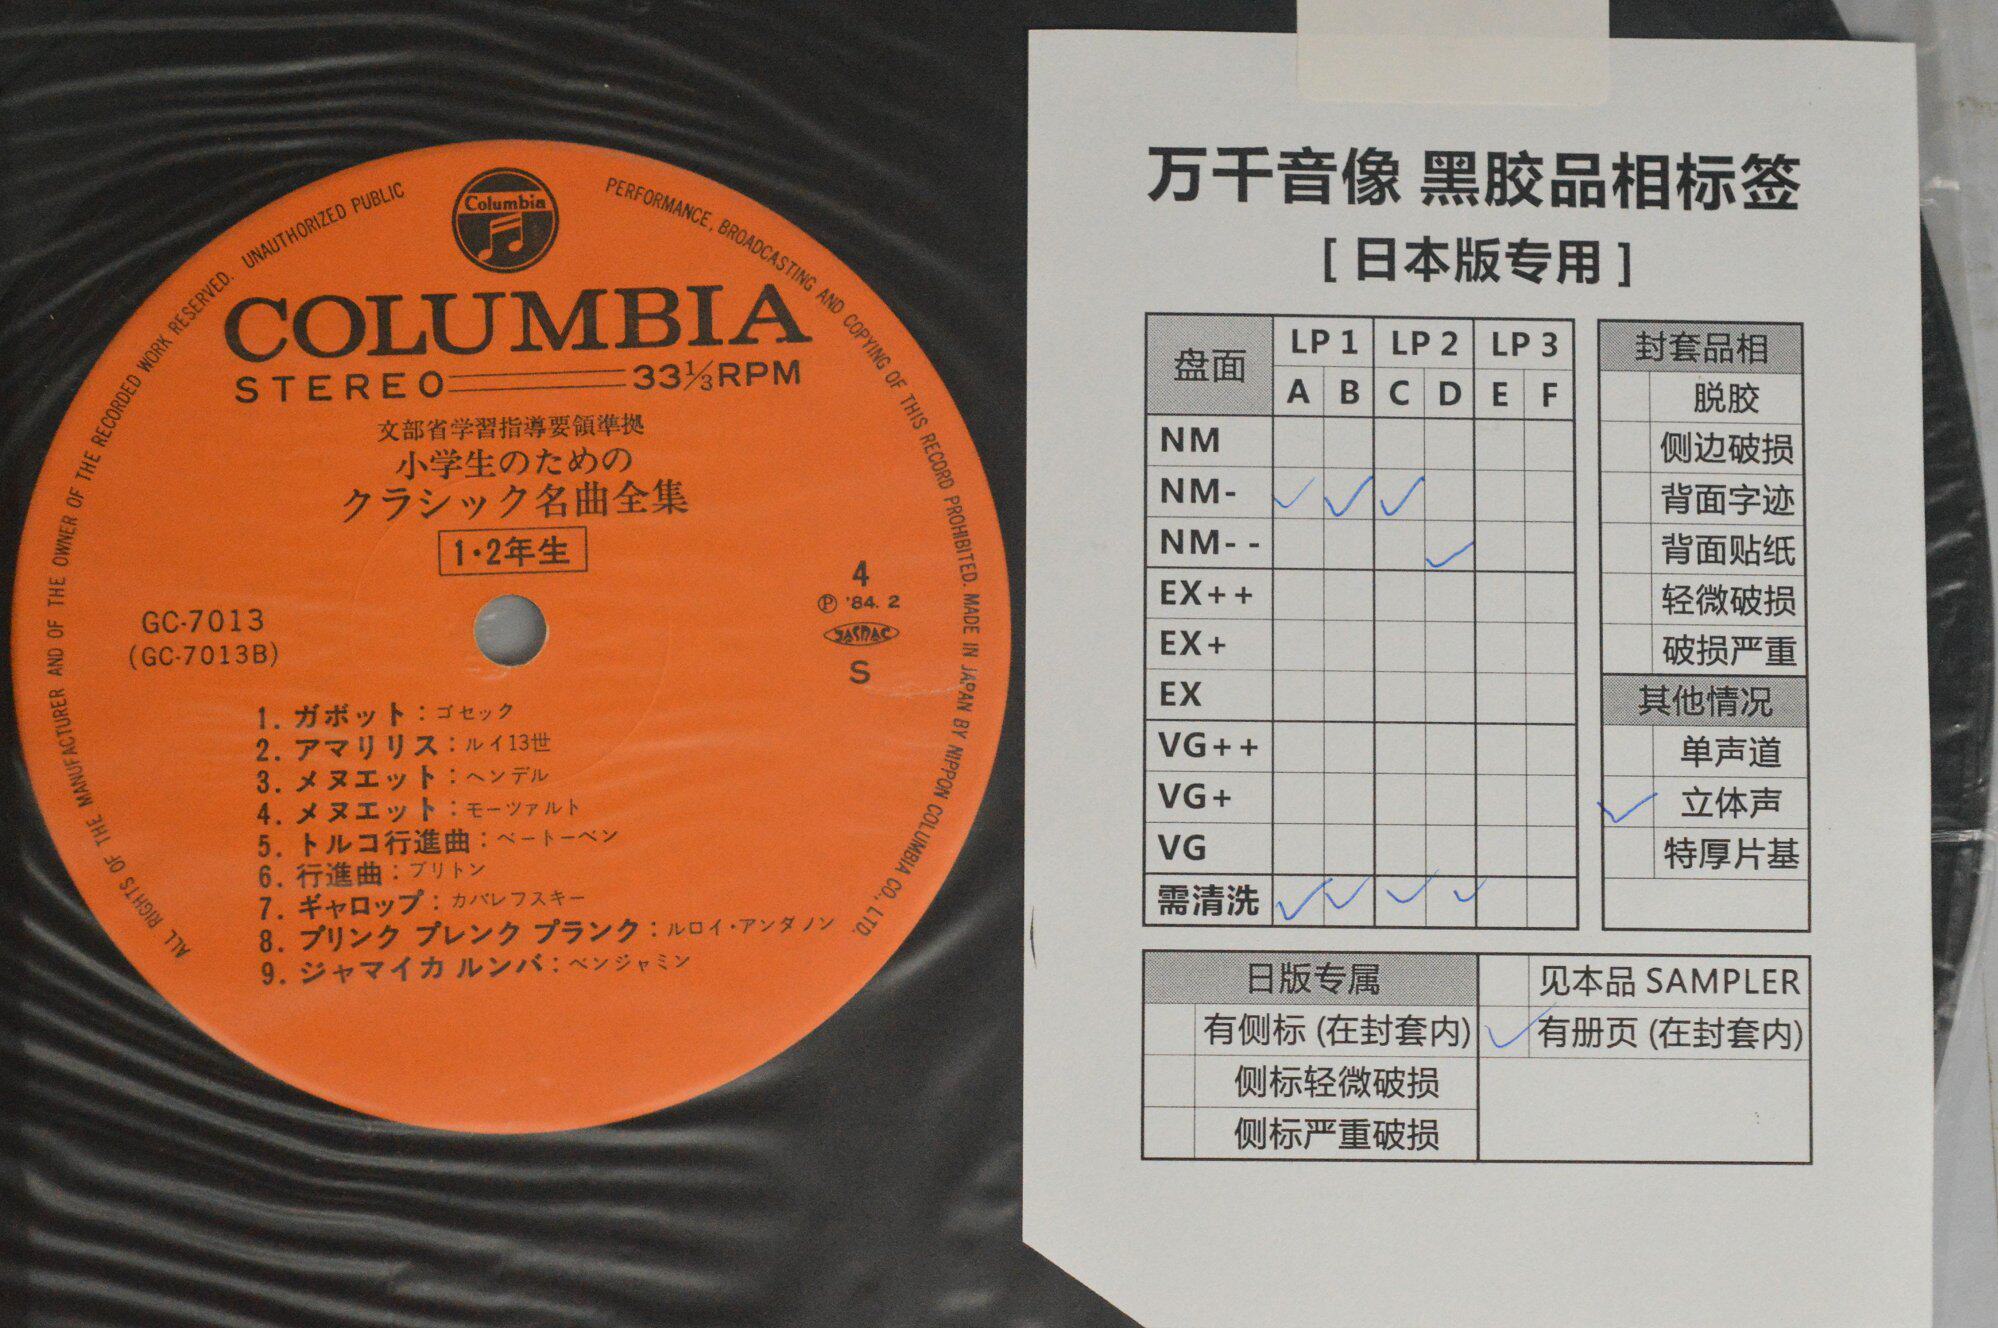 Columbia
ALL RIGHTS OF THE MANUFACTURER AND OF THE OWNER OF THE RECORDED WORK RESERVED. UNAUTHORIZED PUBLIC PERFORMANCE, BROADCASTING AND COPYING OF THIS RECORD PROHIBITED. MADE IN JAPAN BY NIPPON COLUMBIA CO., LTD.
COLUMBIA
STEREO 33⅓RPM
文部省学習指導要領準拠
小学生のための
クラシック名曲全集
1・2年生
4
GC-7013
(GC-7013B)
Ⓟ '84. 2
JASRAC
S
1. ガボット：ゴセック
2. アマリリス：ルイ13世
3. メヌエット：ヘンデル
4. メヌエット：モーツァルト
5. トルコ行進曲：ベートーベン
6. 行進曲：ブリトン
7. ギャロップ：カバレフスキー
8. プリンク プレンク プランク：ルロイ・アンダソン
9. ジャマイカ ルンバ：ベンジャミン
万千音像 黑胶品相标签
[ 日本版专用 ]
盘面 LP 1 LP 2 LP 3
A B C D E F
NM
NM-
NM--
EX++
EX+
EX
VG++
VG+
VG
需清洗
封套品相
脱胶
侧边破损
背面字迹
背面贴纸
轻微破损
破损严重
其他情况
单声道
立体声
特厚片基
日版专属
有侧标 (在封套内)
侧标轻微破损
侧标严重破损
见本品 SAMPLER
有册页 (在封套内)